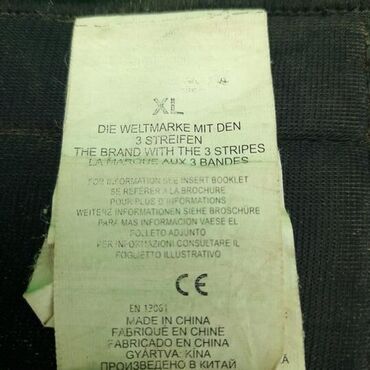 XL
DIE WELTMARKE MIT DEN
3 STREIFEN
THE BRAND WITH THE 3 STRIPES
LA MARQUE AUX 3 BANDES
FOR INFORMATION SEE INSERT BOOKLET
SE REFERER A LA BROCHURE
POUR PLUS D'INFORMATIONS
WEITERE INFORMATIONEN SIEHE BROSCHÜRE
PARA MAS INFORMACION VAESE EL
FOLLETO ADJUNTO
PER INFORMAZIONI CONSULTARE IL
FOGLIETTO ILLUSTRATIVO
CE
EN 13061
MADE IN CHINA
FABRIQUE EN CHINE
FABRICADO EN CHINA
GYÁRTVA: KINA
ПРОИЗВЕДЕНО В КИТАЙ